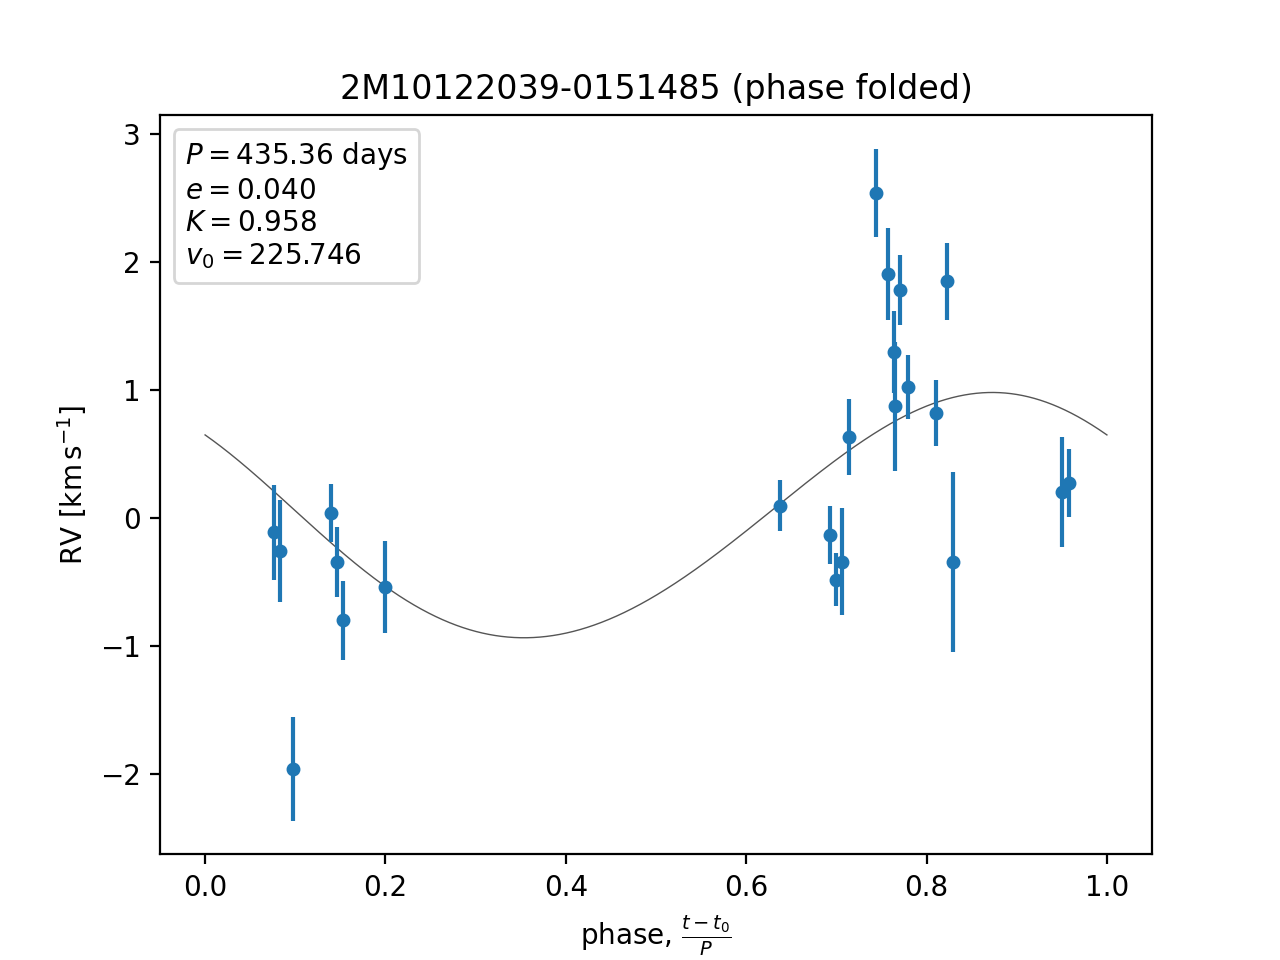 2M10122039-0151485 (phase folded)
P = 435.36 days
e = 0.040
K = 0.958
v₀ = 225.746
3
2
1
0
−1
−2
RV [km s⁻¹]
0.0 0.2 0.4 0.6 0.8 1.0
phase, (t − t₀)/P